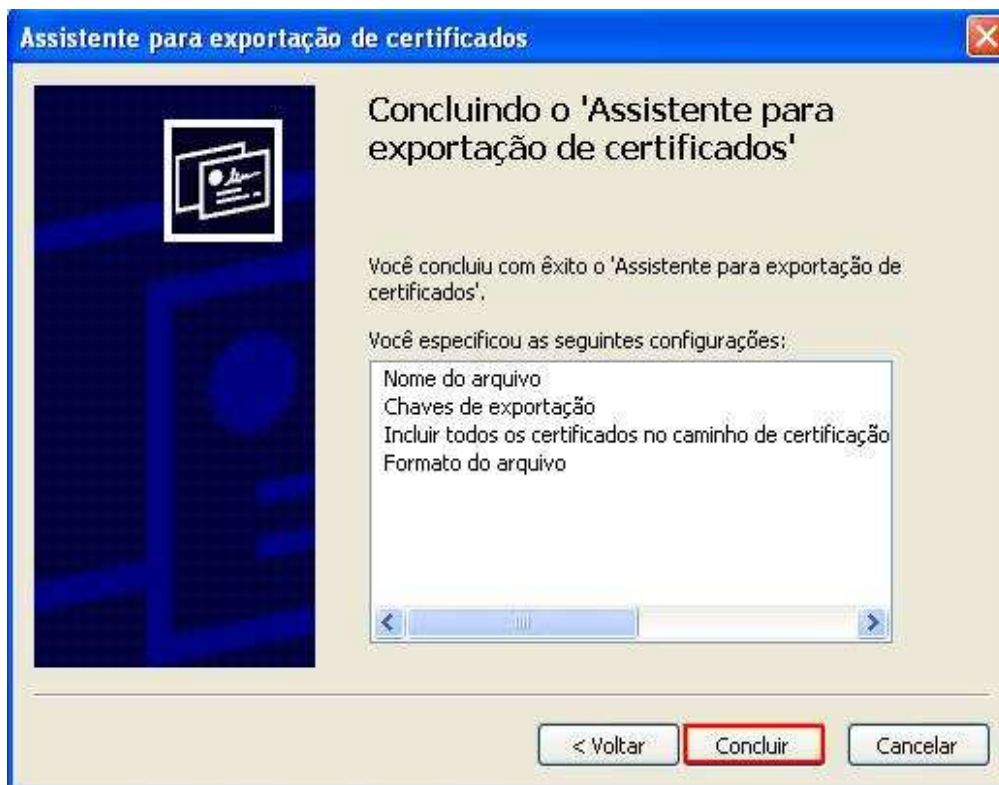 Assistente para exportação de certificados
Concluindo o 'Assistente para
exportação de certificados'
Você concluiu com êxito o 'Assistente para exportação de
certificados'.
Você especificou as seguintes configurações:
Nome do arquivo
Chaves de exportação
Incluir todos os certificados no caminho de certificação
Formato do arquivo
< Voltar
Concluir
Cancelar